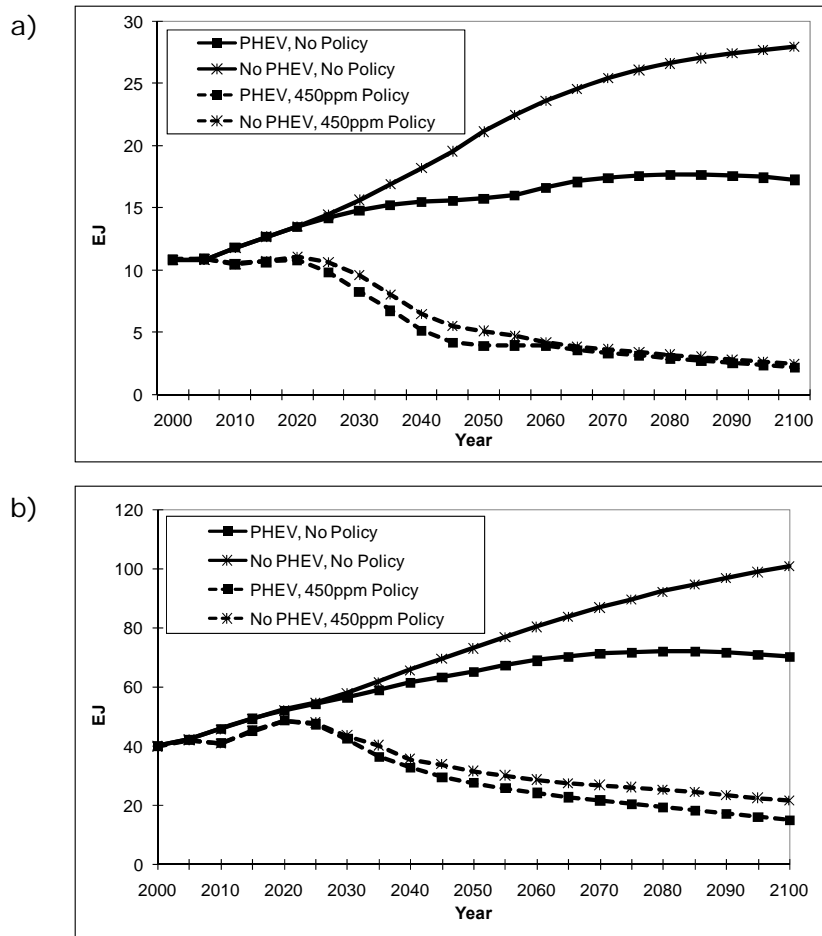 a)
30
25
20
15
10
5
0
EJ
PHEV, No Policy
No PHEV, No Policy
PHEV, 450ppm Policy
No PHEV, 450ppm Policy
2000 2010 2020 2030 2040 2050 2060 2070 2080 2090 2100
Year
b)
120
100
80
60
40
20
0
EJ
PHEV, No Policy
No PHEV, No Policy
PHEV, 450ppm Policy
No PHEV, 450ppm Policy
2000 2010 2020 2030 2040 2050 2060 2070 2080 2090 2100
Year